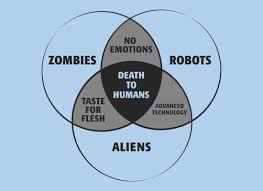 NO
EMOTIONS
ZOMBIES
ROBOTS
DEATH
TO
HUMANS
TASTE
FOR
FLESH
ADVANCED
TECHNOLOGY
ALIENS